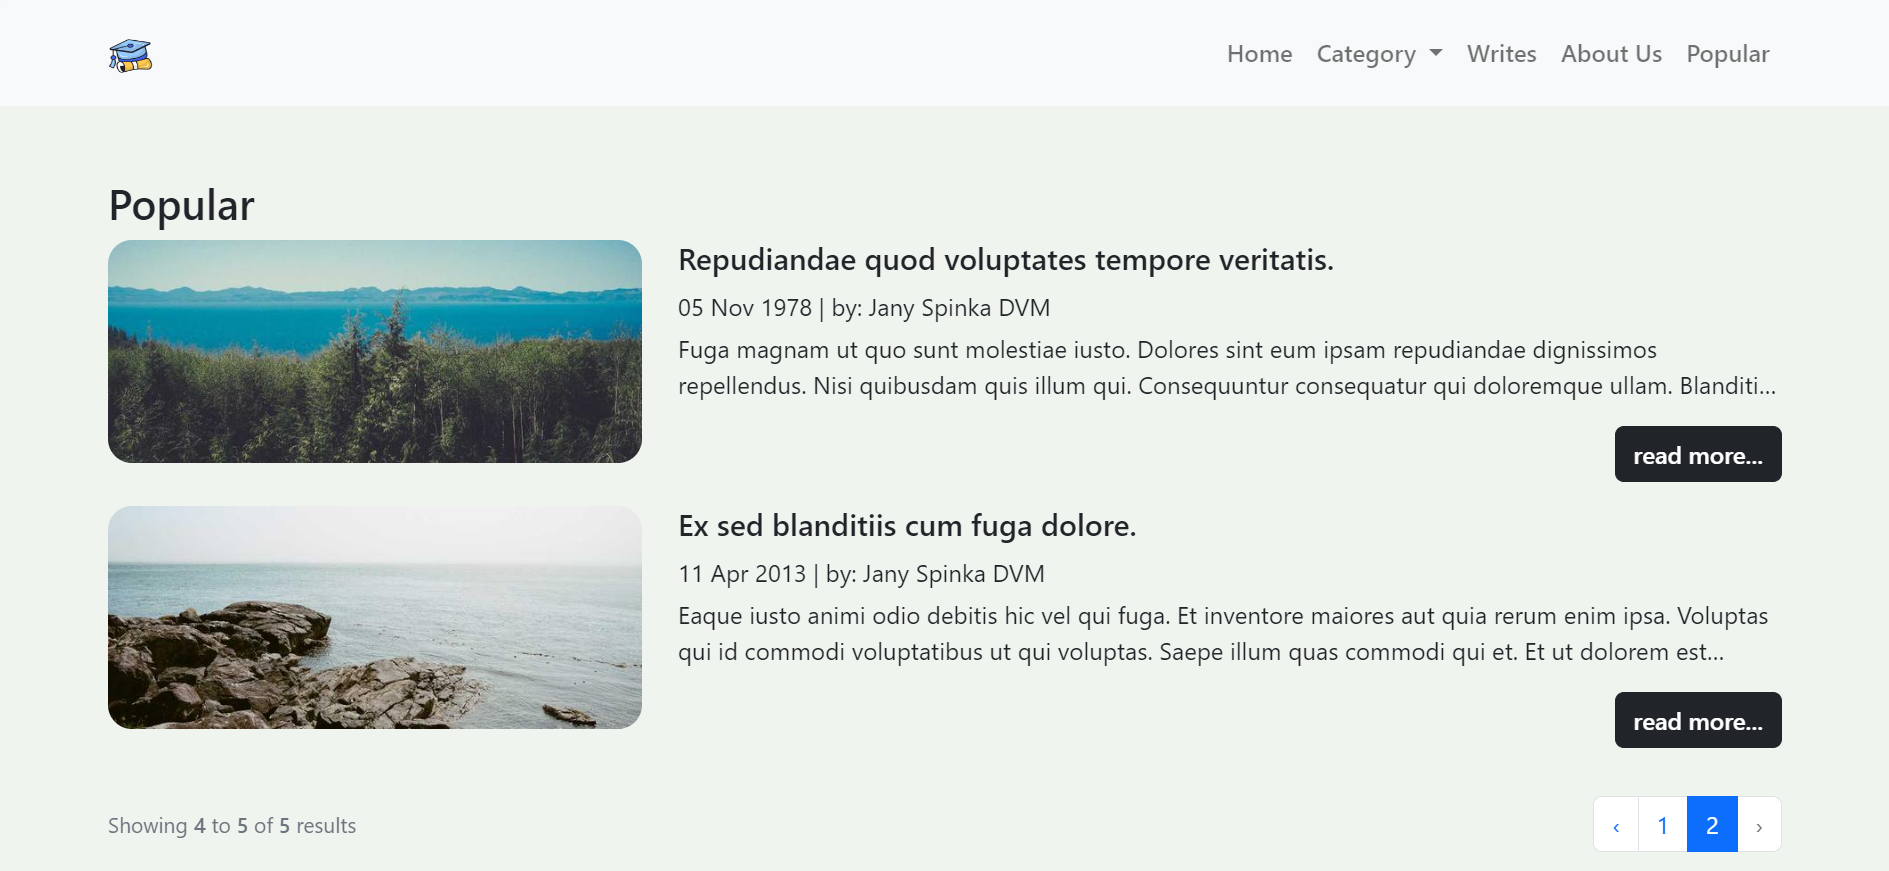 Home Category Writes About Us Popular
Popular
Repudiandae quod voluptates tempore veritatis.
05 Nov 1978 | by: Jany Spinka DVM
Fuga magnam ut quo sunt molestiae iusto. Dolores sint eum ipsam repudiandae dignissimos
repellendus. Nisi quibusdam quis illum qui. Consequuntur consequatur qui doloremque ullam. Blanditi...
read more...
Ex sed blanditiis cum fuga dolore.
11 Apr 2013 | by: Jany Spinka DVM
Eaque iusto animi odio debitis hic vel qui fuga. Et inventore maiores aut quia rerum enim ipsa. Voluptas
qui id commodi voluptatibus ut qui voluptas. Saepe illum quas commodi qui et. Et ut dolorem est...
read more...
Showing 4 to 5 of 5 results
‹ 1 2 ›